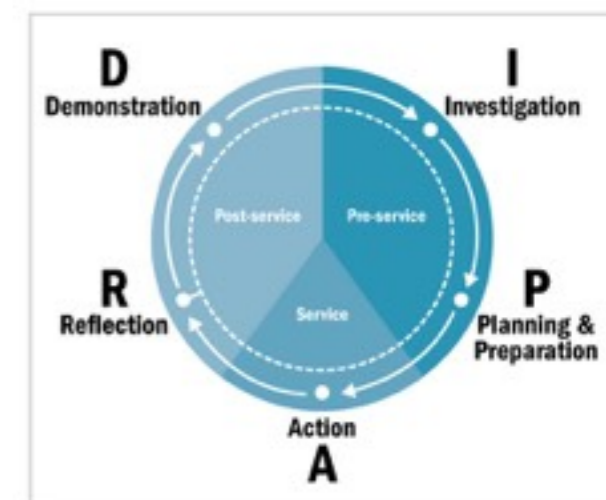 D
Demonstration
I
Investigation
Post-service
Pre-service
R
Reflection
P
Planning &
Preparation
Service
Action
A